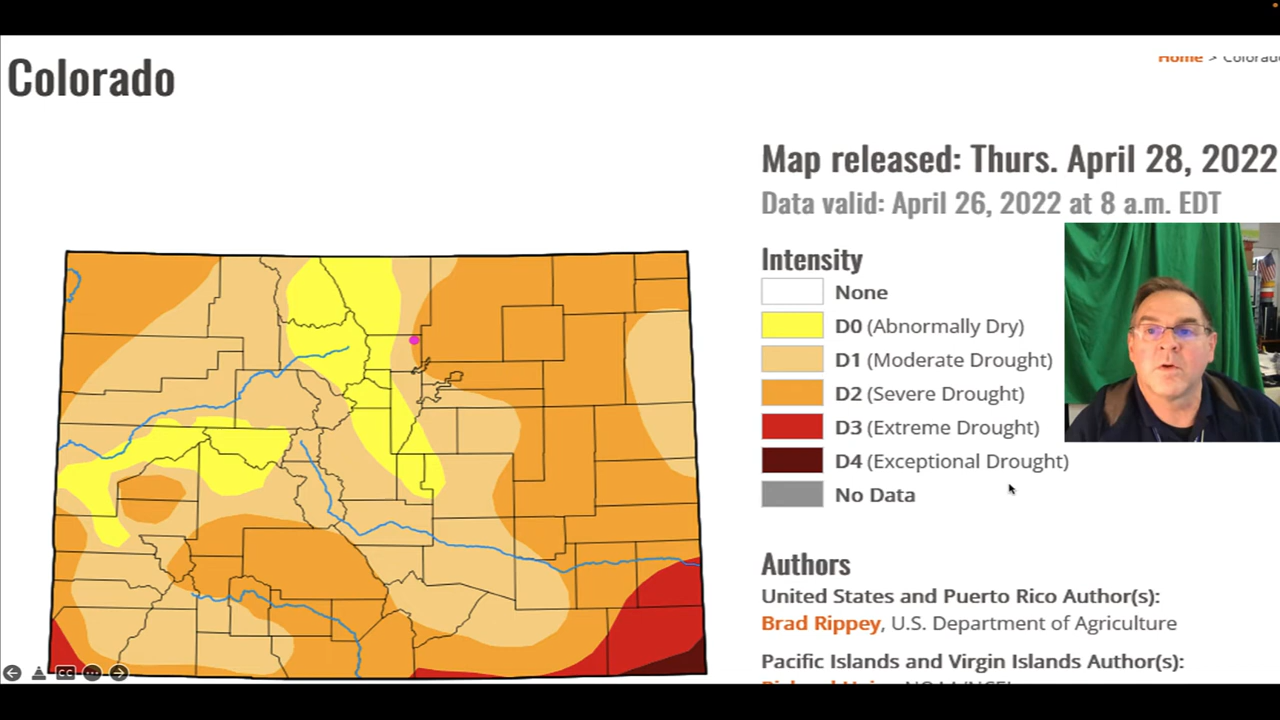 Colorado
Home > Colorado
Map released: Thurs. April 28, 2022
Data valid: April 26, 2022 at 8 a.m. EDT
Intensity
None
D0 (Abnormally Dry)
D1 (Moderate Drought)
D2 (Severe Drought)
D3 (Extreme Drought)
D4 (Exceptional Drought)
No Data
Authors
United States and Puerto Rico Author(s):
Brad Rippey, U.S. Department of Agriculture
Pacific Islands and Virgin Islands Author(s):